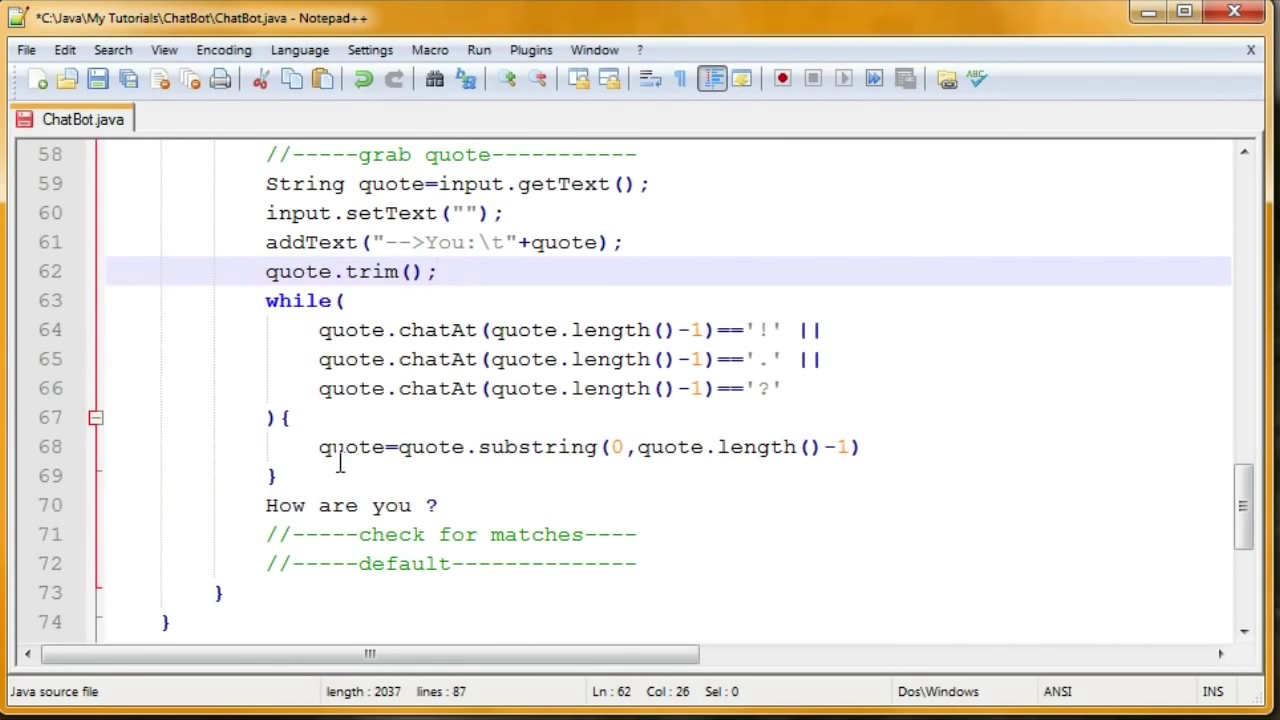 *C:\Java\My Tutorials\ChatBot\ChatBot.java - Notepad++
File Edit Search View Encoding Language Settings Macro Run Plugins Window ? X
ABC
ChatBot.java
58 //-----grab quote-----------
59 String quote=input.getText();
60 input.setText("");
61 addText("-->You:\t"+quote);
62 quote.trim();
63 while(
64 quote.chatAt(quote.length()-1)=='!' ||
65 quote.chatAt(quote.length()-1)=='.' ||
66 quote.chatAt(quote.length()-1)=='?'
67 ){
68 quote=quote.substring(0,quote.length()-1)
69 }
70 How are you ?
71 //-----check for matches----
72 //-----default--------------
73 }
74 }
Java source file length : 2037 lines : 87 Ln : 62 Col : 26 Sel : 0 Dos\Windows ANSI INS